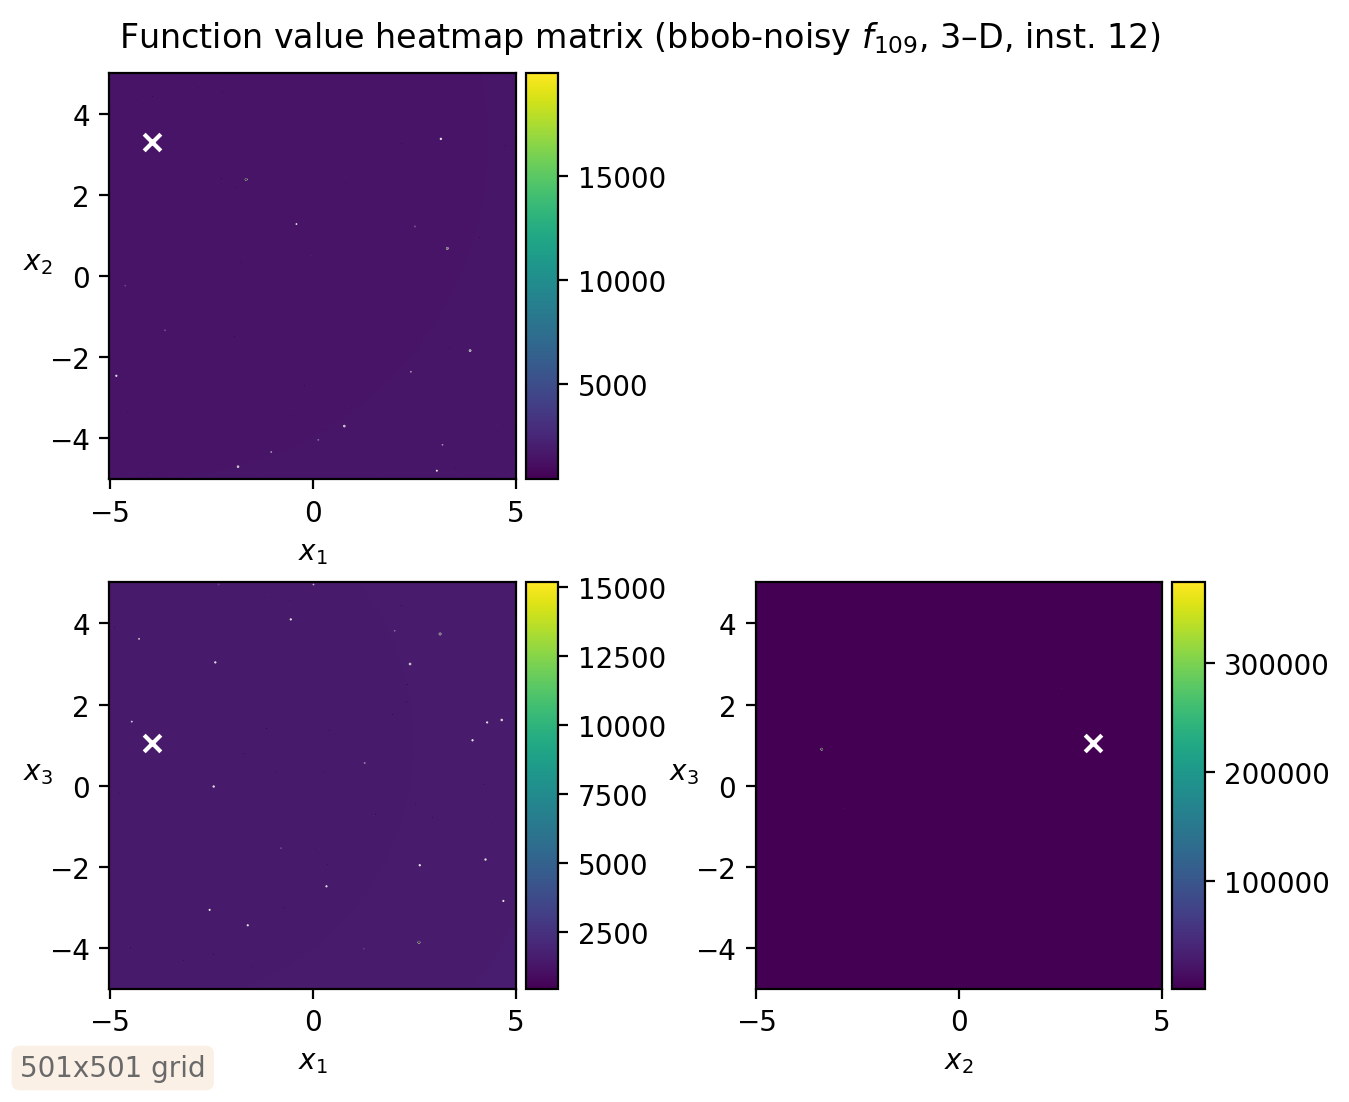 Function value heatmap matrix (bbob-noisy f109, 3–D, inst. 12)
4
2
0
−2
−4
x2
−5 0 5
x1
15000
10000
5000
4
2
0
−2
−4
x3
−5 0 5
x1
15000
12500
10000
7500
5000
2500
4
2
0
−2
−4
x3
−5 0 5
x2
300000
200000
100000
501x501 grid